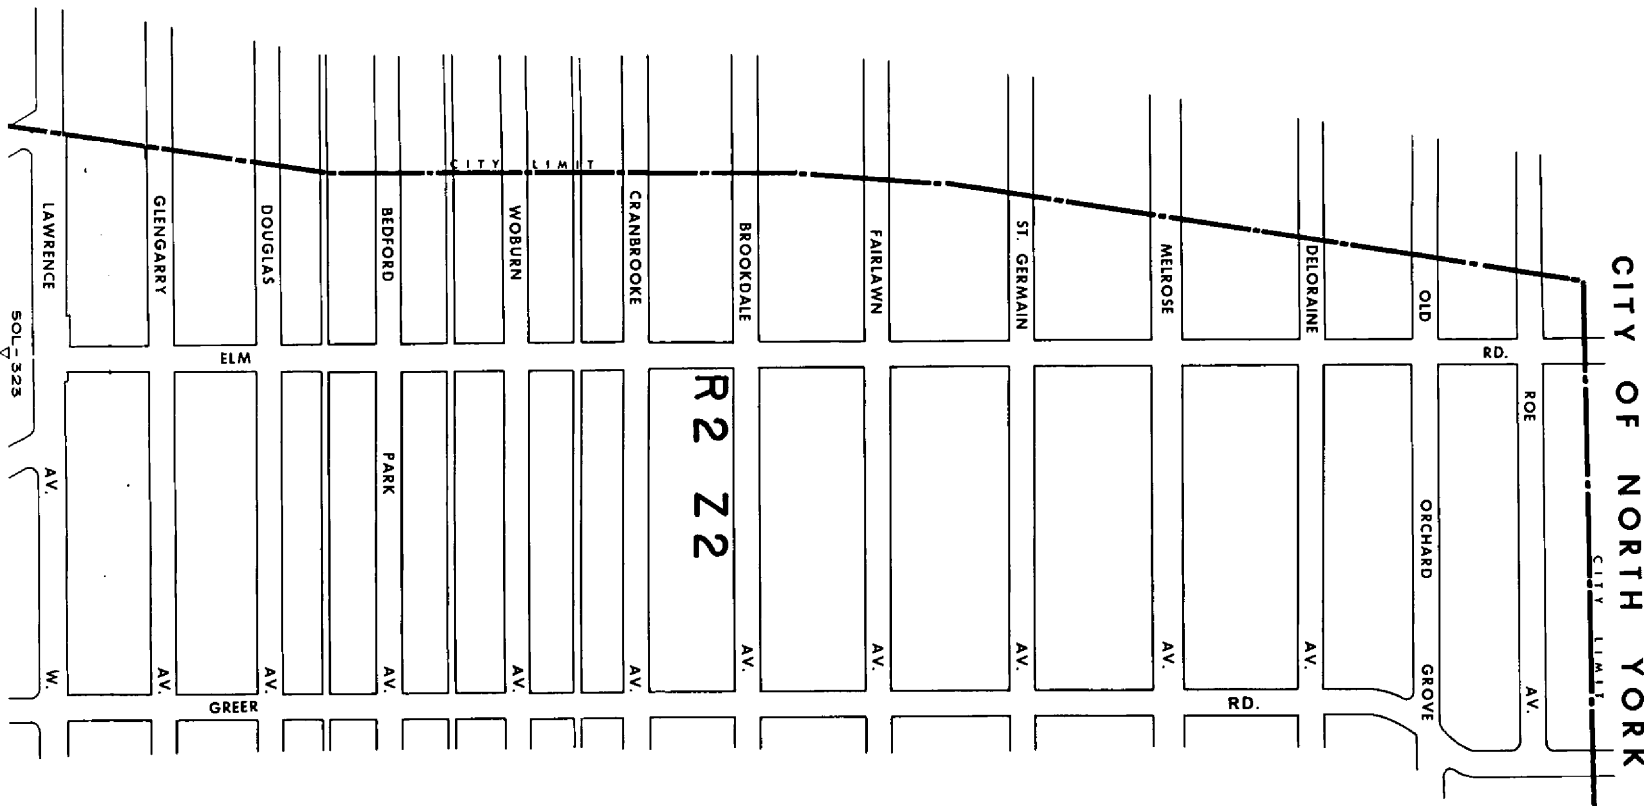 CITY LIMIT
LAWRENCE AV. W.
GLENGARRY AV.
DOUGLAS AV.
BEDFORD PARK AV.
WOBURN AV.
CRANBROOKE AV.
BROOKDALE AV.
FAIRLAWN AV.
ST. GERMAIN AV.
MELROSE AV.
DELORAINE AV.
OLD ORCHARD GROVE
ROE AV.
CITY LIMIT
CITY OF NORTH YORK
50L-323
ELM RD.
R2 Z2
GREER RD.